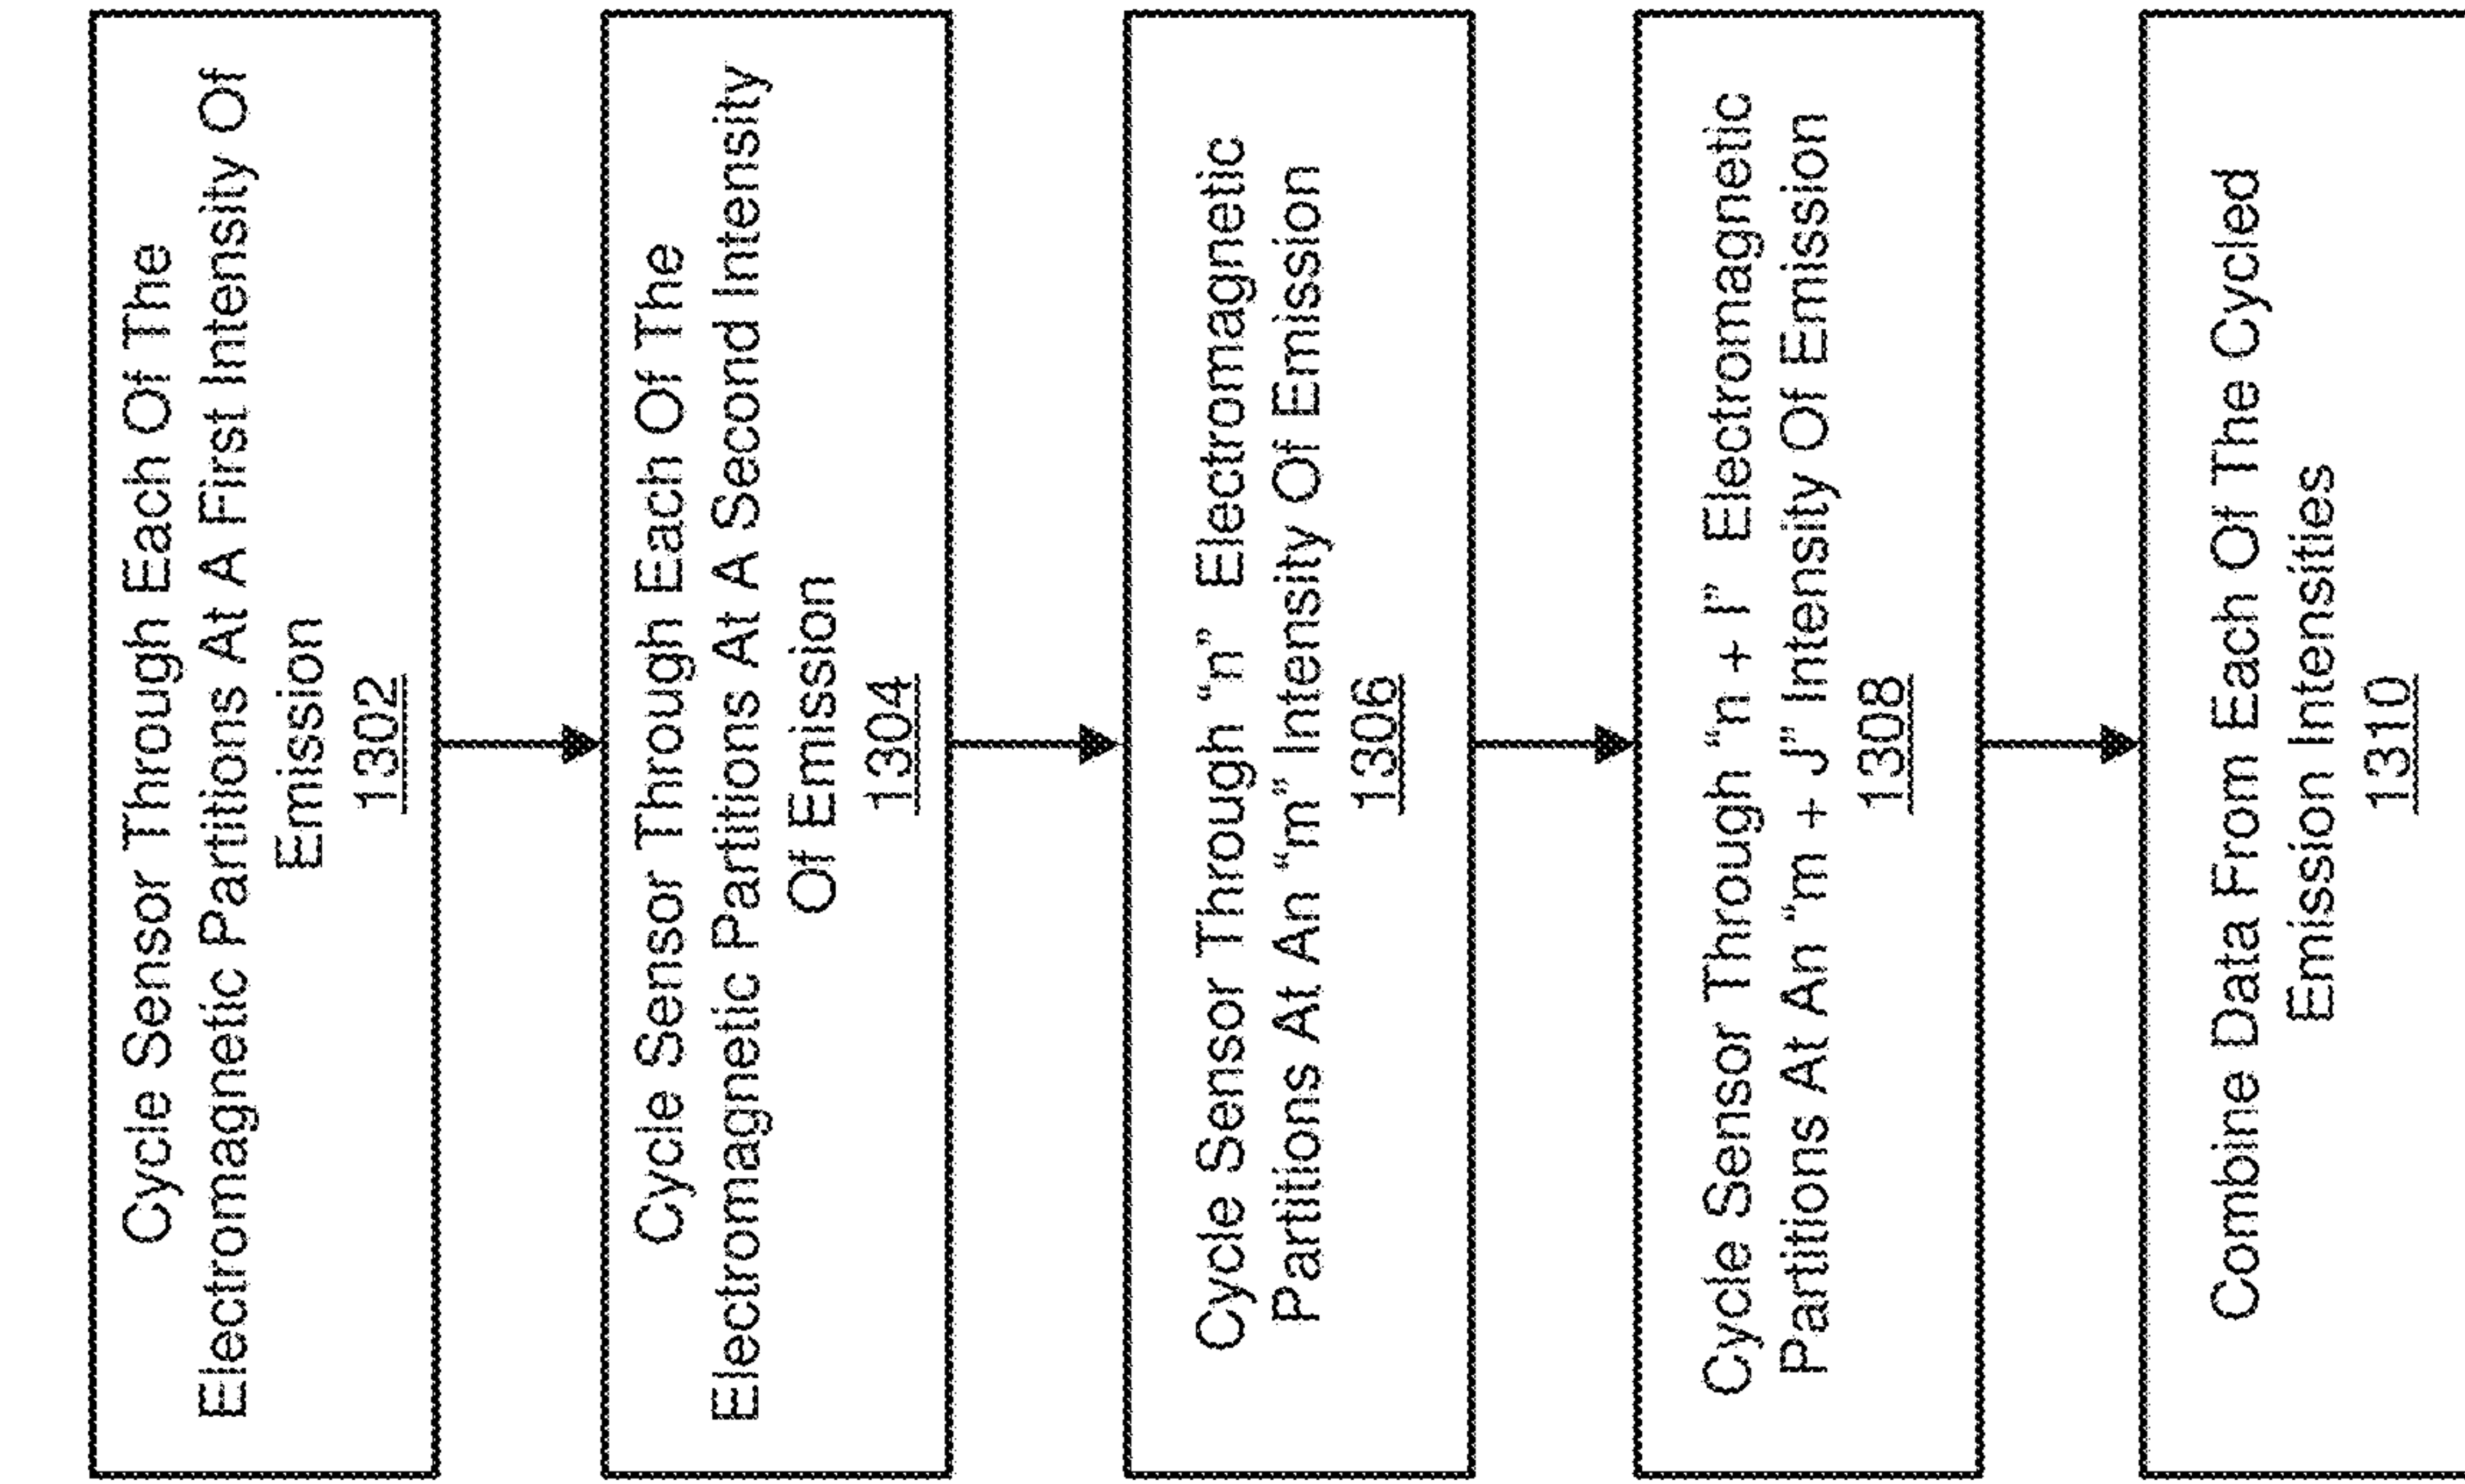 Cycle Sensor Through Each Of The
Electromagnetic Partitions At A First Intensity Of
Emission
1302
Cycle Sensor Through Each Of The
Electromagnetic Partitions At A Second Intensity
Of Emission
1304
Cycle Sensor Through “n” Electromagnetic
Partitions At An “m” Intensity Of Emission
1306
Cycle Sensor Through “n + I” Electromagnetic
Partitions At An “m + J” Intensity Of Emission
1308
Combine Data From Each Of The Cycled
Emission Intensities
1310